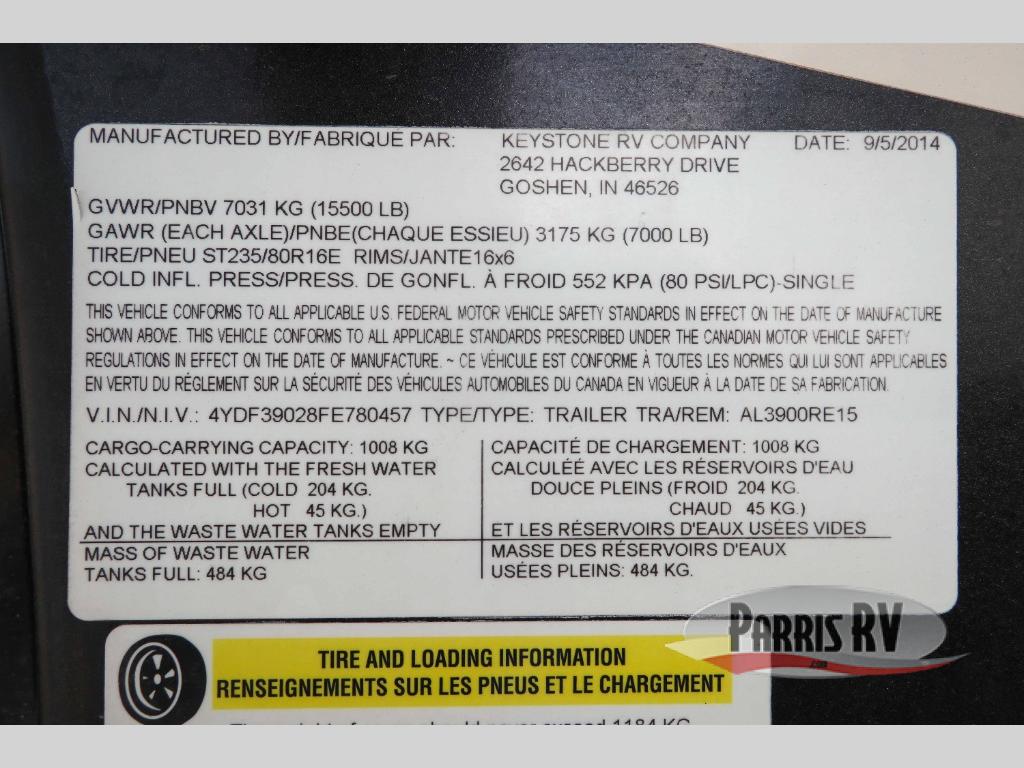 MANUFACTURED BY/FABRIQUÉ PAR: KEYSTONE RV COMPANY DATE: 9/5/2014
2642 HACKBERRY DRIVE
GOSHEN, IN 46526
GVWR/PNBV 7031 KG (15500 LB)
GAWR (EACH AXLE)/PNBE(CHAQUE ESSIEU) 3175 KG (7000 LB)
TIRE/PNEU ST235/80R16E RIMS/JANTE16x6
COLD INFL. PRESS/PRESS. DE GONFL. À FROID 552 KPA (80 PSI/LPC)-SINGLE
THIS VEHICLE CONFORMS TO ALL APPLICABLE U.S. FEDERAL MOTOR VEHICLE SAFETY STANDARDS IN EFFECT ON THE DATE OF MANUFACTURE
SHOWN ABOVE. THIS VEHICLE CONFORMS TO ALL APPLICABLE STANDARDS PRESCRIBED UNDER THE CANADIAN MOTOR VEHICLE SAFETY
REGULATIONS IN EFFECT ON THE DATE OF MANUFACTURE. ~ CE VÉHICULE EST CONFORME À TOUTES LES NORMES QUI LUI SONT APPLICABLES
EN VERTU DU RÉGLEMENT SUR LA SÉCURITÉ DES VÉHICULES AUTOMOBILES DU CANADA EN VIGUEUR À LA DATE DE SA FABRICATION.
V.I.N./N.I.V.: 4YDF39028FE780457 TYPE/TYPE: TRAILER TRA/REM: AL3900RE15
CARGO-CARRYING CAPACITY: 1008 KG
CALCULATED WITH THE FRESH WATER
TANKS FULL (COLD 204 KG.
HOT 45 KG.)
AND THE WASTE WATER TANKS EMPTY
MASS OF WASTE WATER
TANKS FULL: 484 KG
CAPACITÉ DE CHARGEMENT: 1008 KG
CALCULÉE AVEC LES RÉSERVOIRS D'EAU
DOUCE PLEINS (FROID 204 KG.
CHAUD 45 KG.)
ET LES RÉSERVOIRS D'EAUX USÉES VIDES
MASSE DES RÉSERVOIRS D'EAUX
USÉES PLEINS: 484 KG.
PARRIS RV
.com
TIRE AND LOADING INFORMATION
RENSEIGNEMENTS SUR LES PNEUS ET LE CHARGEMENT
1184 KG